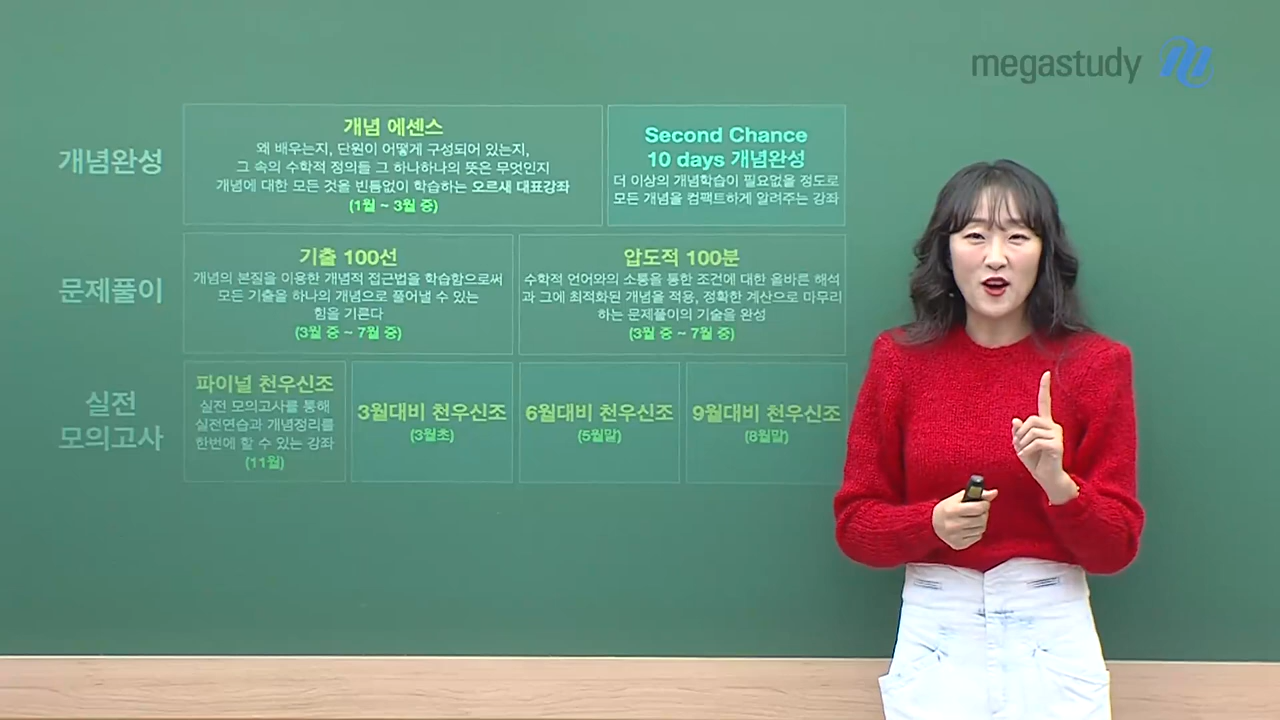 megastudy
개념완성
개념 에센스
왜 배우는지, 단원이 어떻게 구성되어 있는지,
그 속의 수학적 정의들 그 하나하나의 뜻은 무엇인지
개념에 대한 모든 것을 빈틈없이 학습하는 오르새 대표강좌
(1월 ~ 3월 중)
Second Chance
10 days 개념완성
더 이상의 개념학습이 필요없을 정도로
모든 개념을 컴팩트하게 알려주는 강좌
문제풀이
기출 100선
개념의 본질을 이용한 개념적 접근법을 학습함으로써
모든 기출을 하나의 개념으로 풀어낼 수 있는
힘을 기른다
(3월 중 ~ 7월 중)
압도적 100분
수학적 언어와의 소통을 통한 조건에 대한 올바른 해석
과 그에 최적화된 개념을 적용, 정확한 계산으로 마무리
하는 문제풀이의 기술을 완성
(3월 중 ~ 7월 중)
실전
모의고사
파이널 천우신조
실전 모의고사를 통해
실전연습과 개념정리를
한번에 할 수 있는 강좌
(11월)
3월대비 천우신조
(3월초)
6월대비 천우신조
(5월말)
9월대비 천우신조
(8월말)